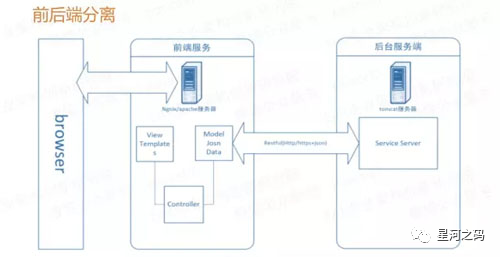 前后端分离
前端服务
后台服务端
Ngnix/apache服务器
tomcat服务器
browser
View
Template
s
Model
Josn
Data
Restful(Http/https+json)
Service Server
Controller
星河之码